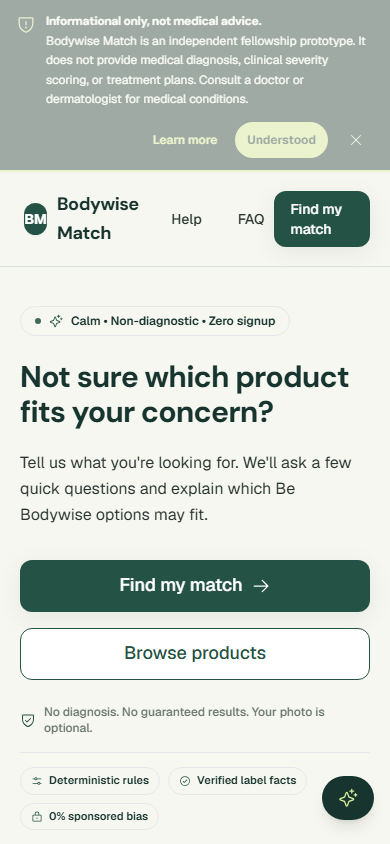 Informational only, not medical advice.
Bodywise Match is an independent fellowship prototype. It
does not provide medical diagnosis, clinical severity
scoring, or treatment plans. Consult a doctor or
dermatologist for medical conditions.
Learn more
Understood
BM
Bodywise
Match
Help
FAQ
Find my
match
Calm • Non-diagnostic • Zero signup
Not sure which product
fits your concern?
Tell us what you're looking for. We'll ask a few
quick questions and explain which Be
Bodywise options may fit.
Find my match →
Browse products
No diagnosis. No guaranteed results. Your photo is
optional.
Deterministic rules
Verified label facts
0% sponsored bias